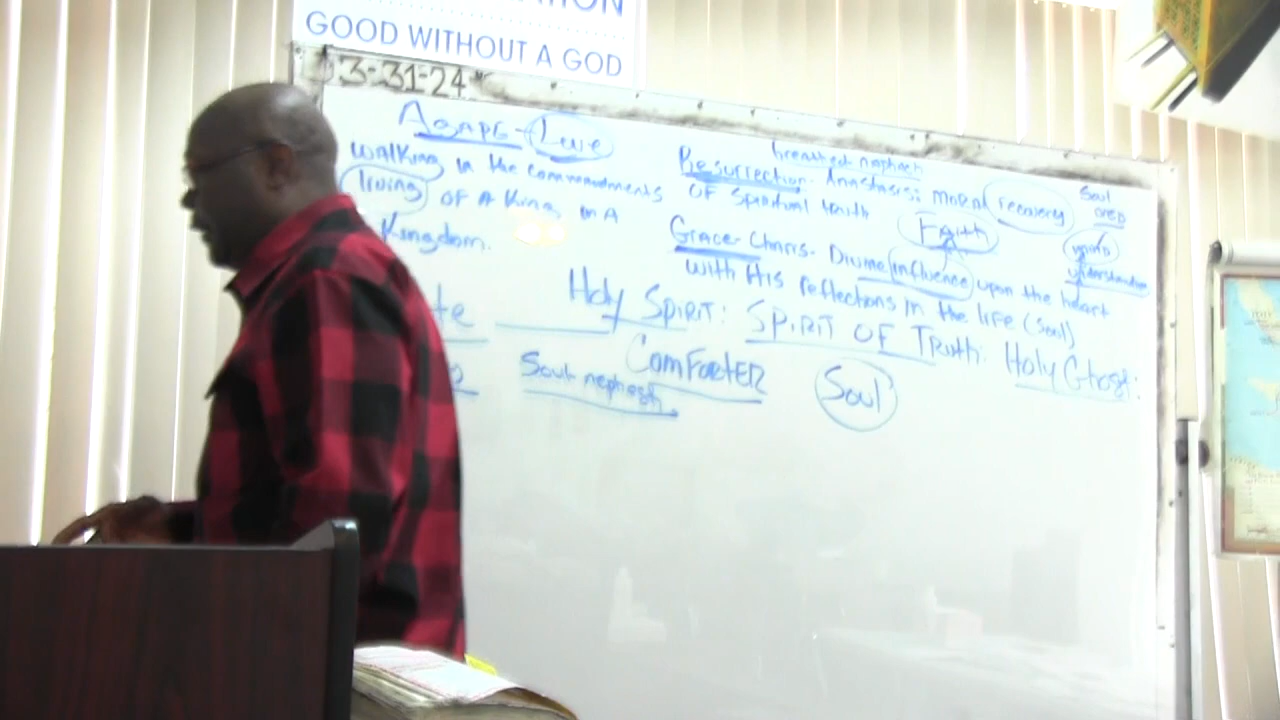 GOOD WITHOUT A GOD
3-31-24
AGAPE - Love
walking in the commandments
living of A King in A
Kingdom.
breathed nephesh
Resurrection - Anastasis: moral recovery
of spiritual truth
Soul
Faith
Grace - Charis - Divine influence upon the heart
understanding
with His reflections in the life (soul)
Holy Spirit: Spirit of Truth: Holy Ghost:
Comforter
Soul nephesh
Soul